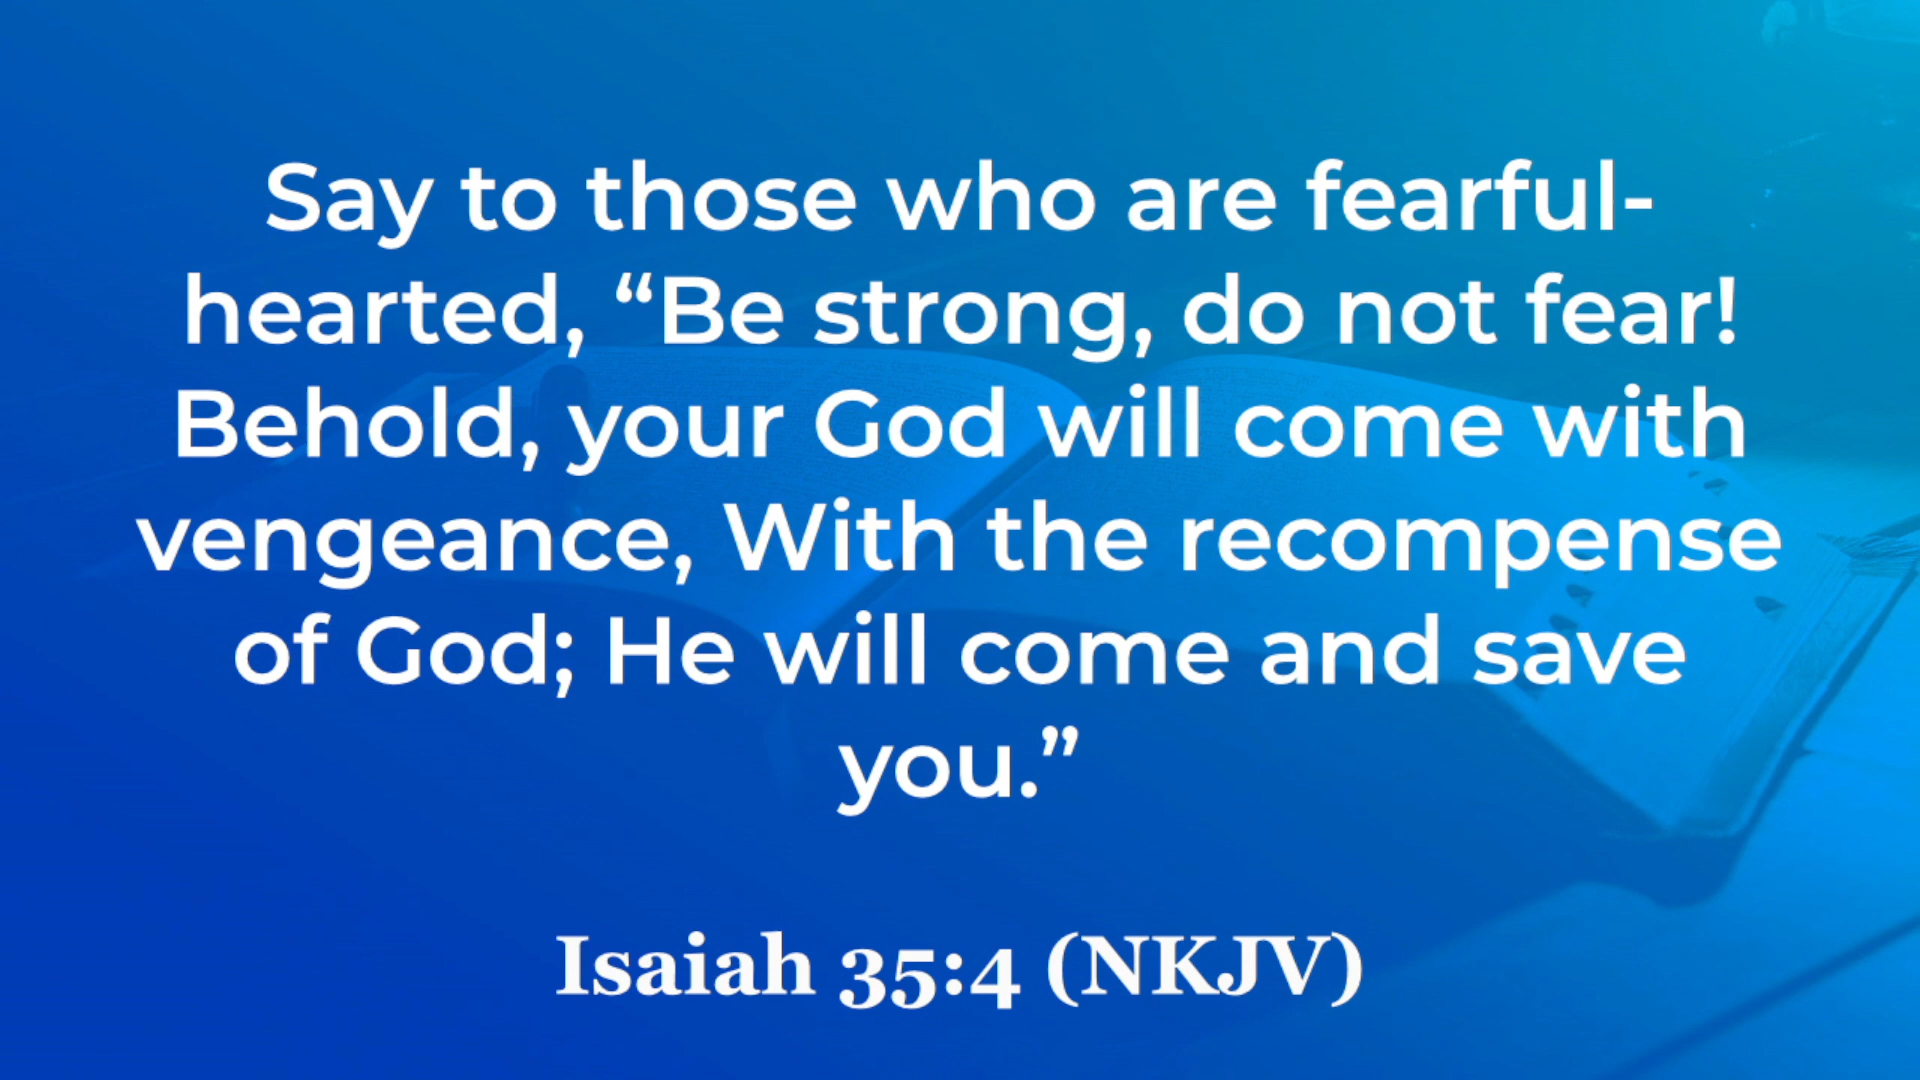 Say to those who are fearful-
hearted, “Be strong, do not fear!
Behold, your God will come with
vengeance, With the recompense
of God; He will come and save
you.”
Isaiah 35:4 (NKJV)